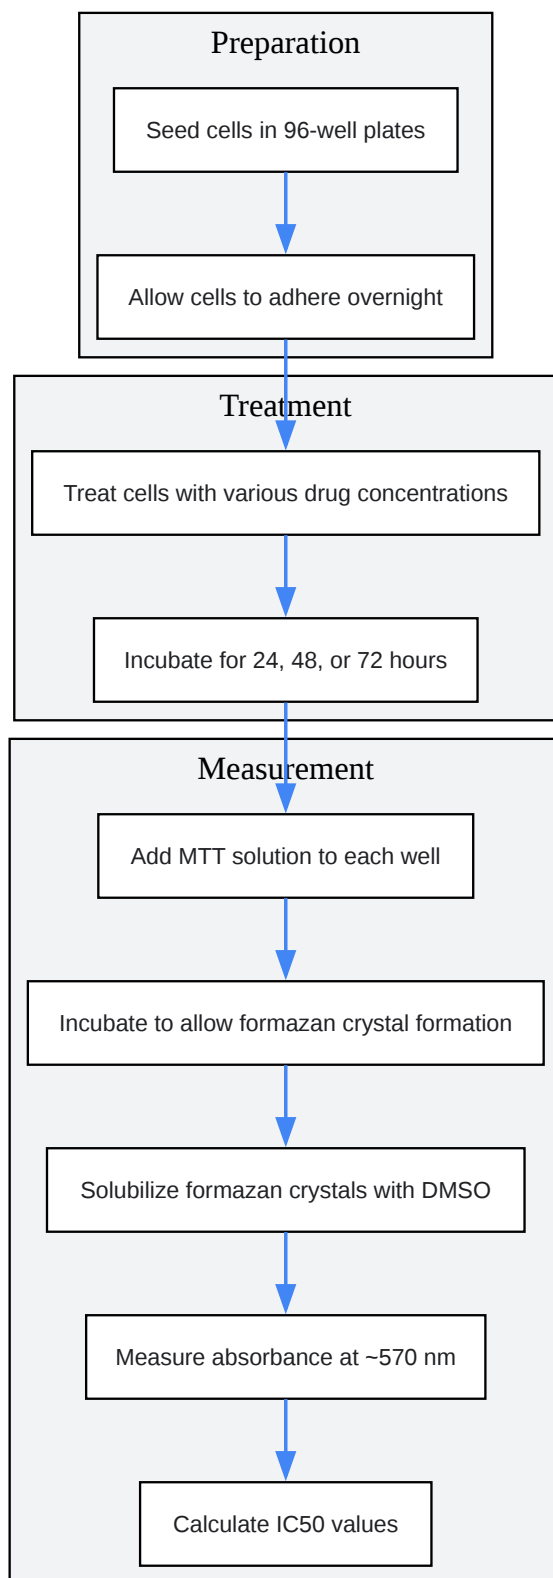 Preparation
Seed cells in 96-well plates
Allow cells to adhere overnight
Treatment
Treat cells with various drug concentrations
Incubate for 24, 48, or 72 hours
Measurement
Add MTT solution to each well
Incubate to allow formazan crystal formation
Solubilize formazan crystals with DMSO
Measure absorbance at ~570 nm
Calculate IC50 values